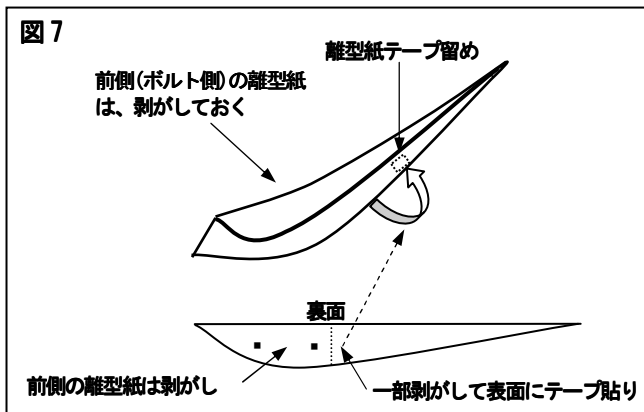 図7
離型紙テープ留め
前側(ボルト側)の離型紙
は、剥がしておく
裏面
前側の離型紙は剥がし
一部剥がして表面にテープ貼り